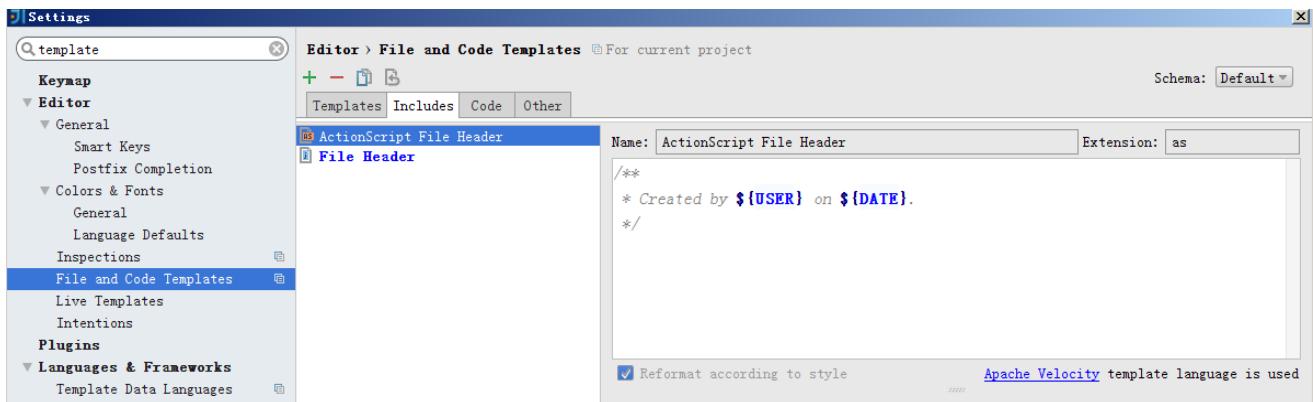 Settings
template
Editor › File and Code Templates For current project
Schema: Default
Templates Includes Code Other
Keymap
Editor
General
Smart Keys
Postfix Completion
Colors & Fonts
General
Language Defaults
Inspections
File and Code Templates
Live Templates
Intentions
Plugins
Languages & Frameworks
Template Data Languages
ActionScript File Header
File Header
Name: ActionScript File Header Extension: as
/**
* Created by ${USER} on ${DATE}.
*/
Reformat according to style Apache Velocity template language is used